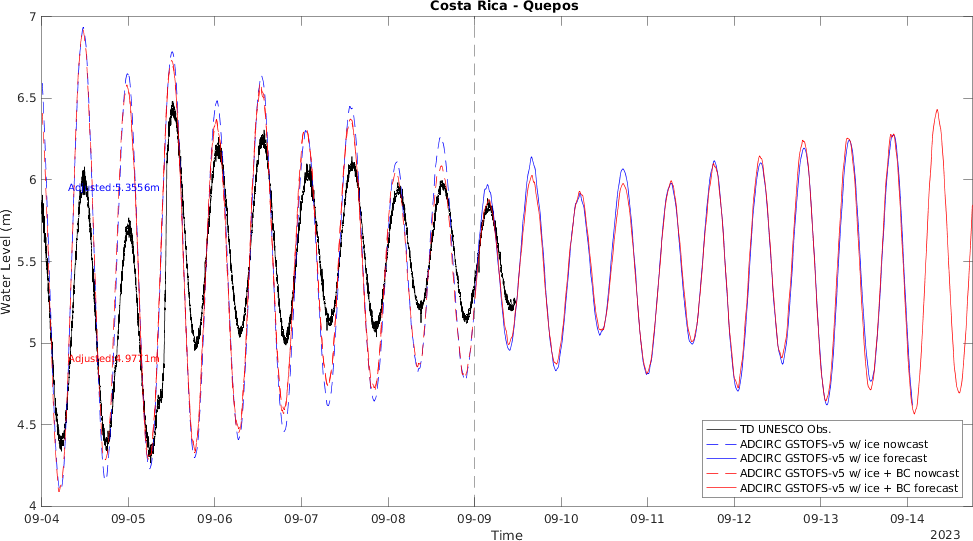 Costa Rica - Quepos
7
6.5
6
5.5
5
4.5
4
Water Level (m)
Adjusted:5.3556m
Adjusted:4.9771m
TD UNESCO Obs.
ADCIRC GSTOFS-v5 w/ ice nowcast
ADCIRC GSTOFS-v5 w/ ice forecast
ADCIRC GSTOFS-v5 w/ ice + BC nowcast
ADCIRC GSTOFS-v5 w/ ice + BC forecast
09-04 09-05 09-06 09-07 09-08 09-09 09-10 09-11 09-12 09-13 09-14
Time
2023